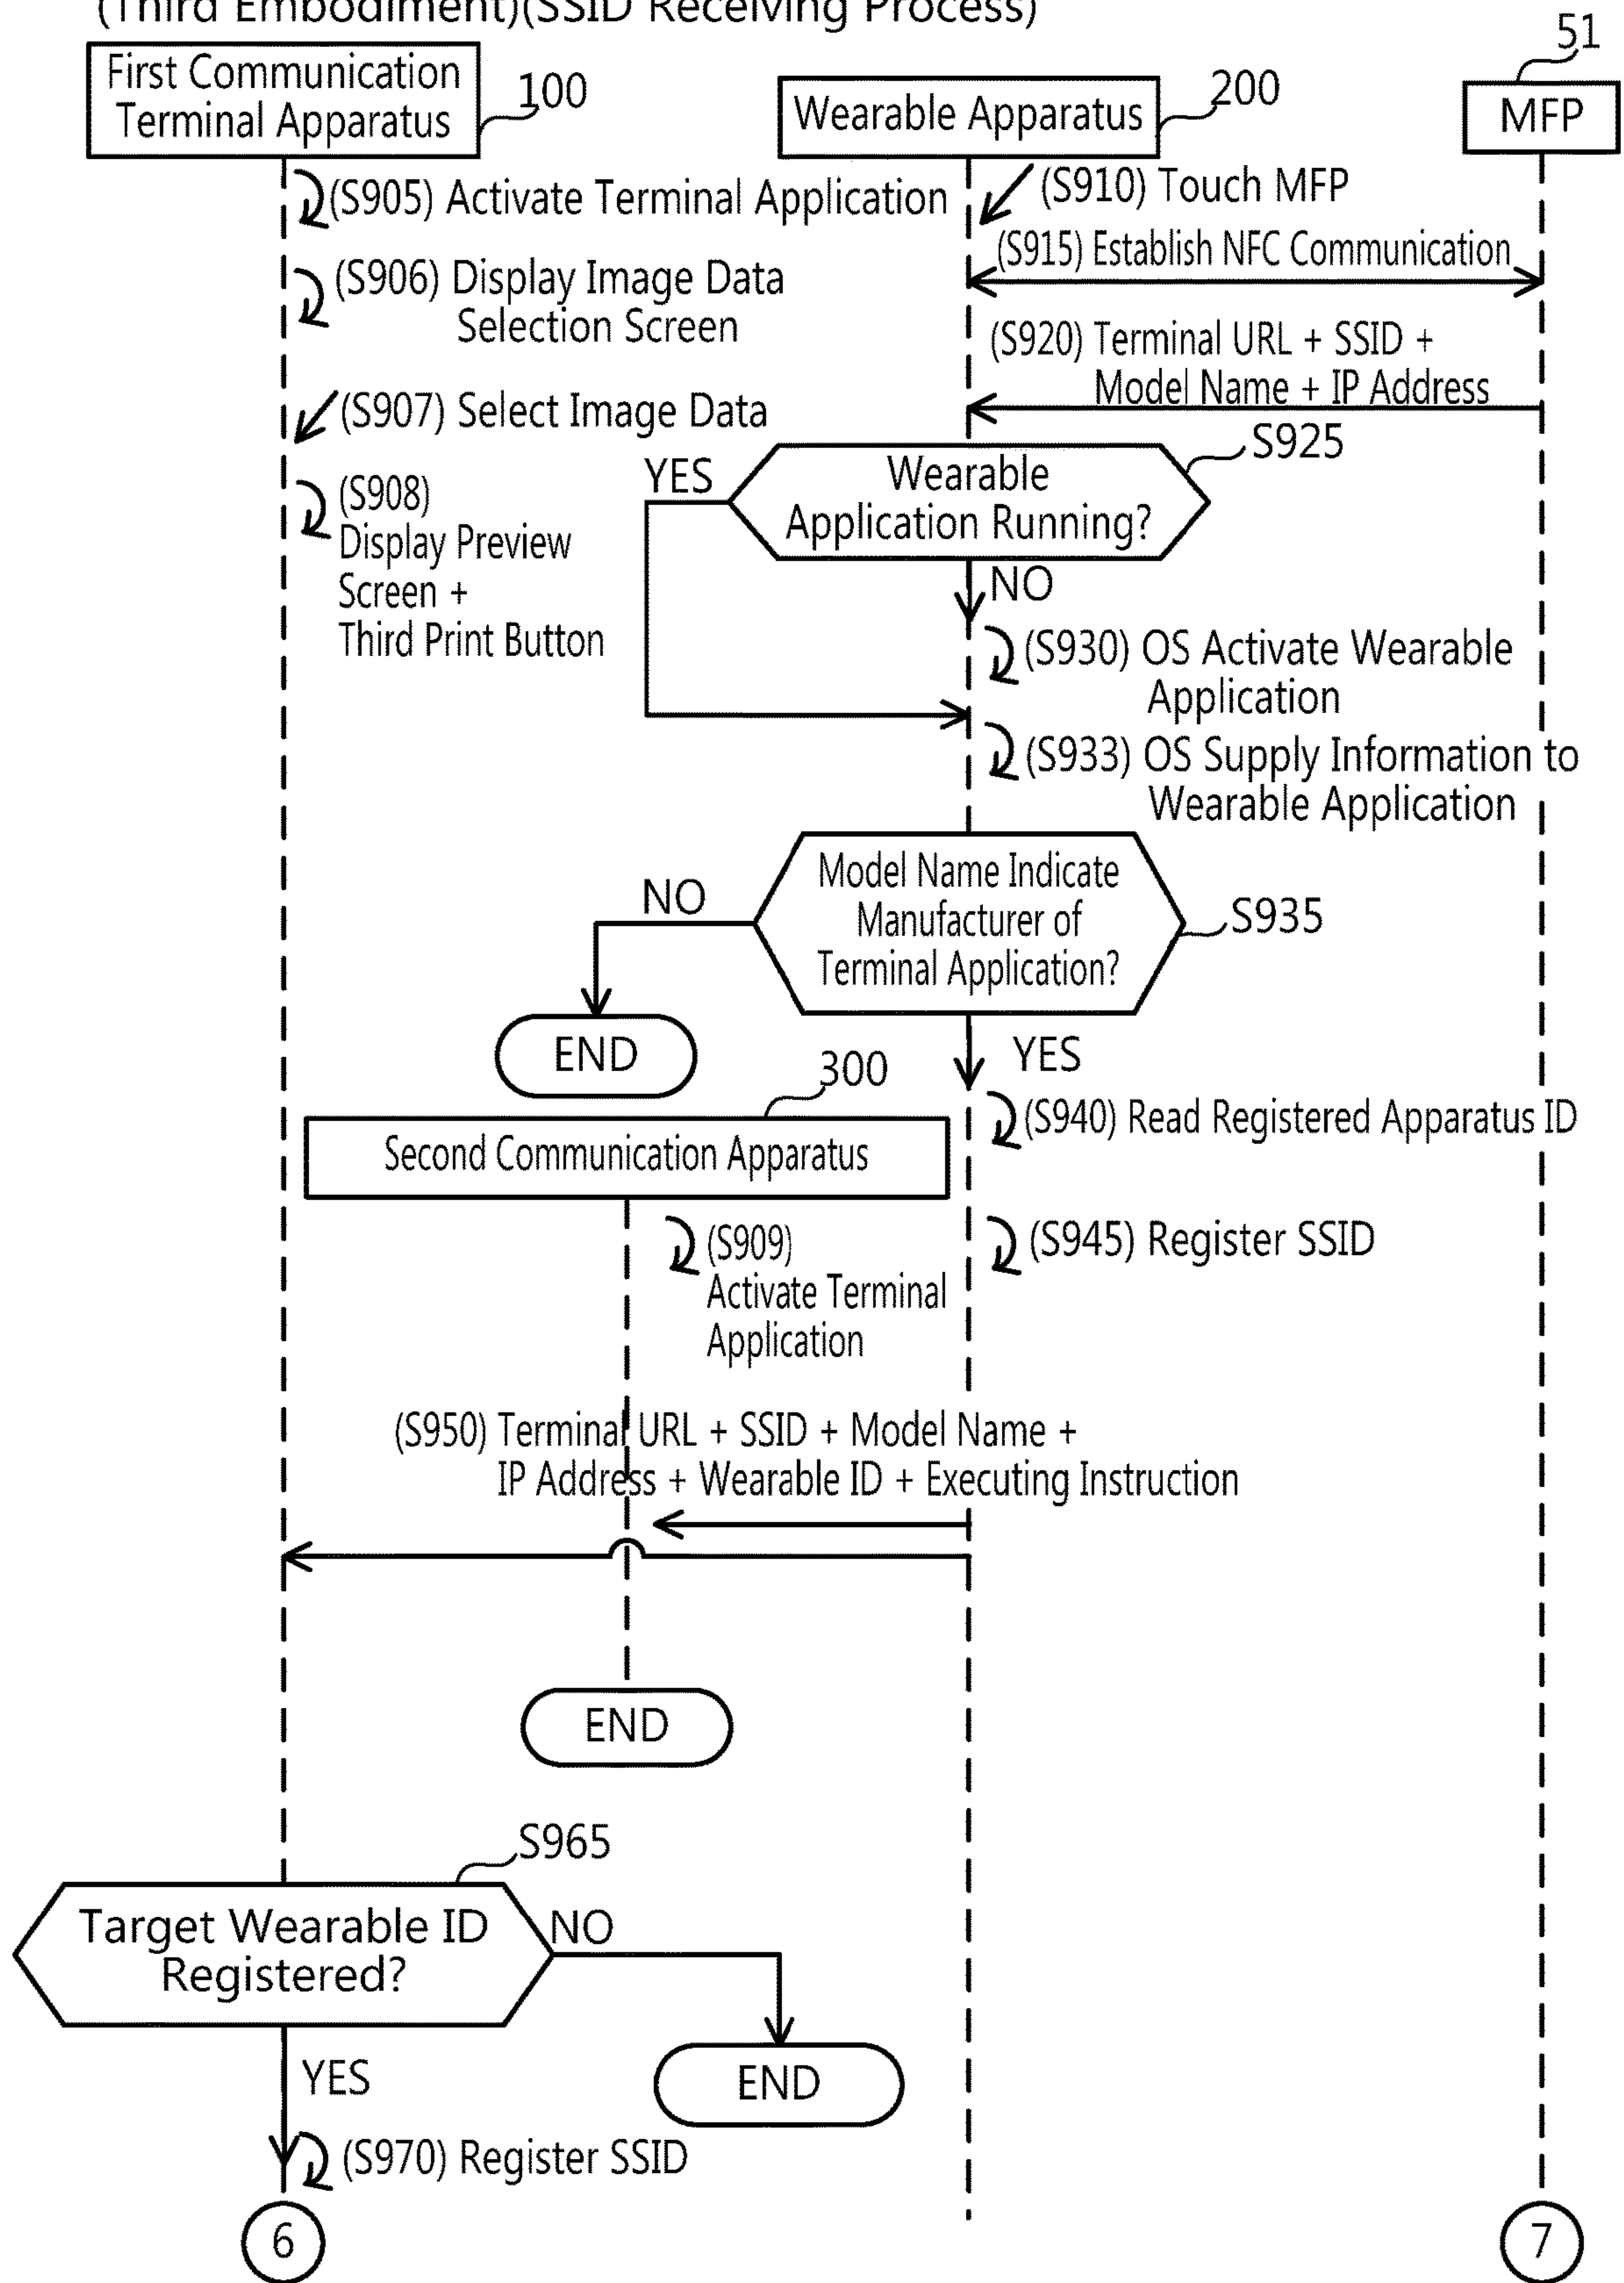 (Third Embodiment)(SSID Receiving Process)
51
First Communication
Terminal Apparatus
100
Wearable Apparatus
200
MFP
(S905) Activate Terminal Application
(S910) Touch MFP
(S915) Establish NFC Communication
(S906) Display Image Data
Selection Screen
(S920) Terminal URL + SSID +
Model Name + IP Address
(S907) Select Image Data
S925
YES
Wearable
Application Running?
(S908)
Display Preview
Screen +
Third Print Button
NO
(S930) OS Activate Wearable
Application
(S933) OS Supply Information to
Wearable Application
Model Name Indicate
Manufacturer of
Terminal Application?
NO
S935
END
YES
300
(S940) Read Registered Apparatus ID
Second Communication Apparatus
(S909)
Activate Terminal
Application
(S945) Register SSID
(S950) Terminal URL + SSID + Model Name +
IP Address + Wearable ID + Executing Instruction
END
S965
Target Wearable ID
Registered?
NO
YES
END
(S970) Register SSID
6
7